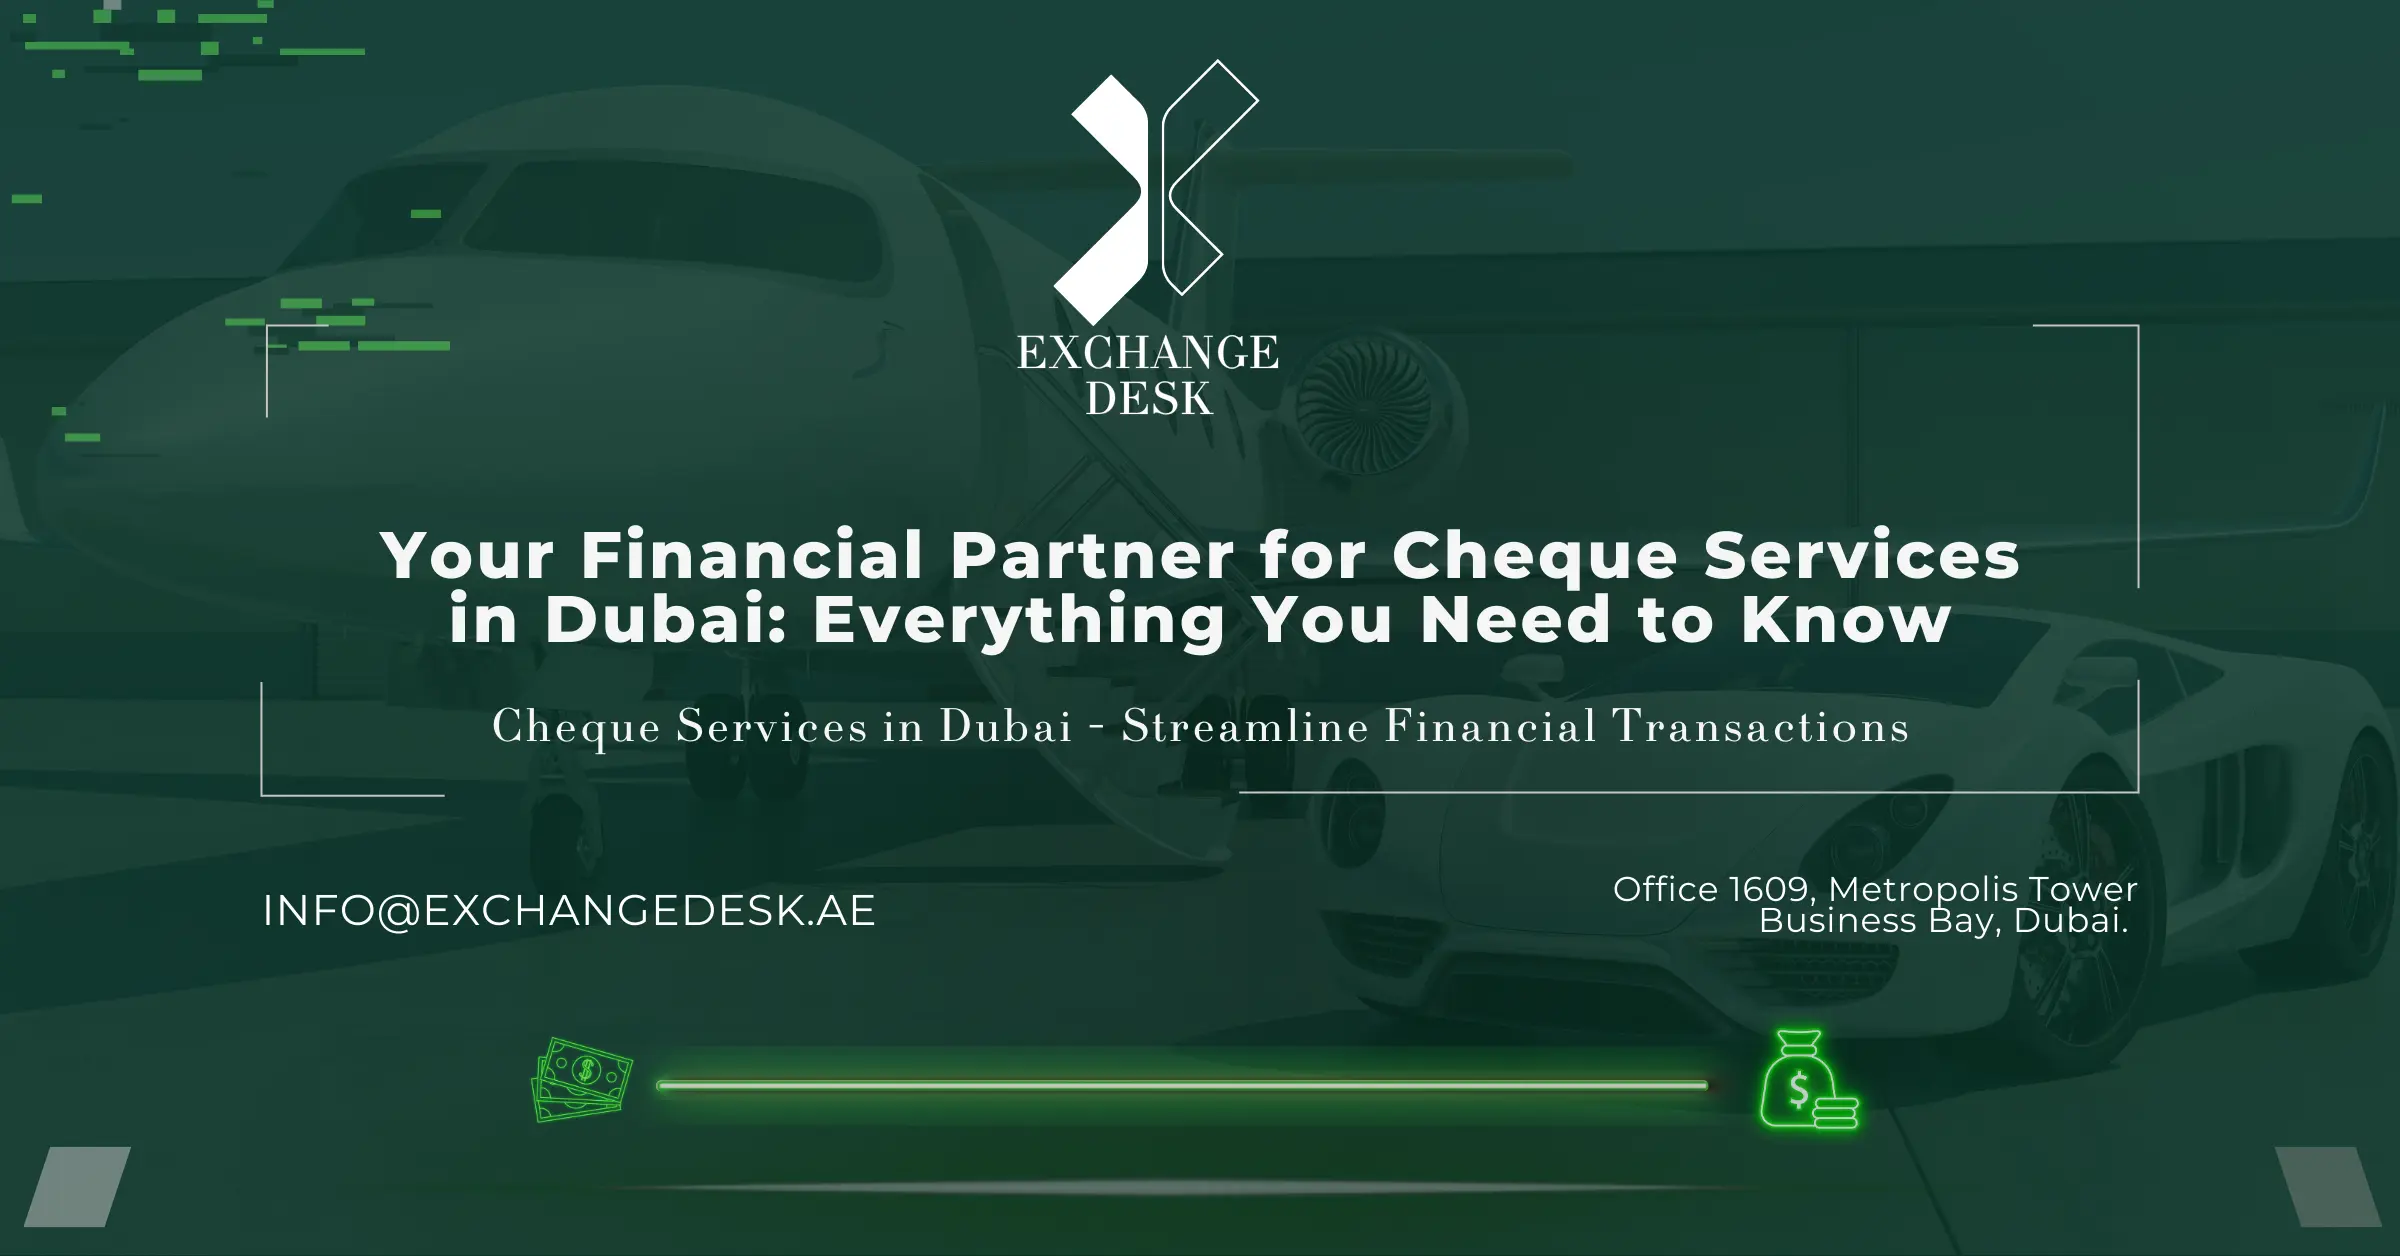 EXCHANGE
DESK
Your Financial Partner for Cheque Services
in Dubai: Everything You Need to Know
Cheque Services in Dubai - Streamline Financial Transactions
INFO@EXCHANGEDESK.AE
Office 1609, Metropolis Tower
Business Bay, Dubai.
$
$